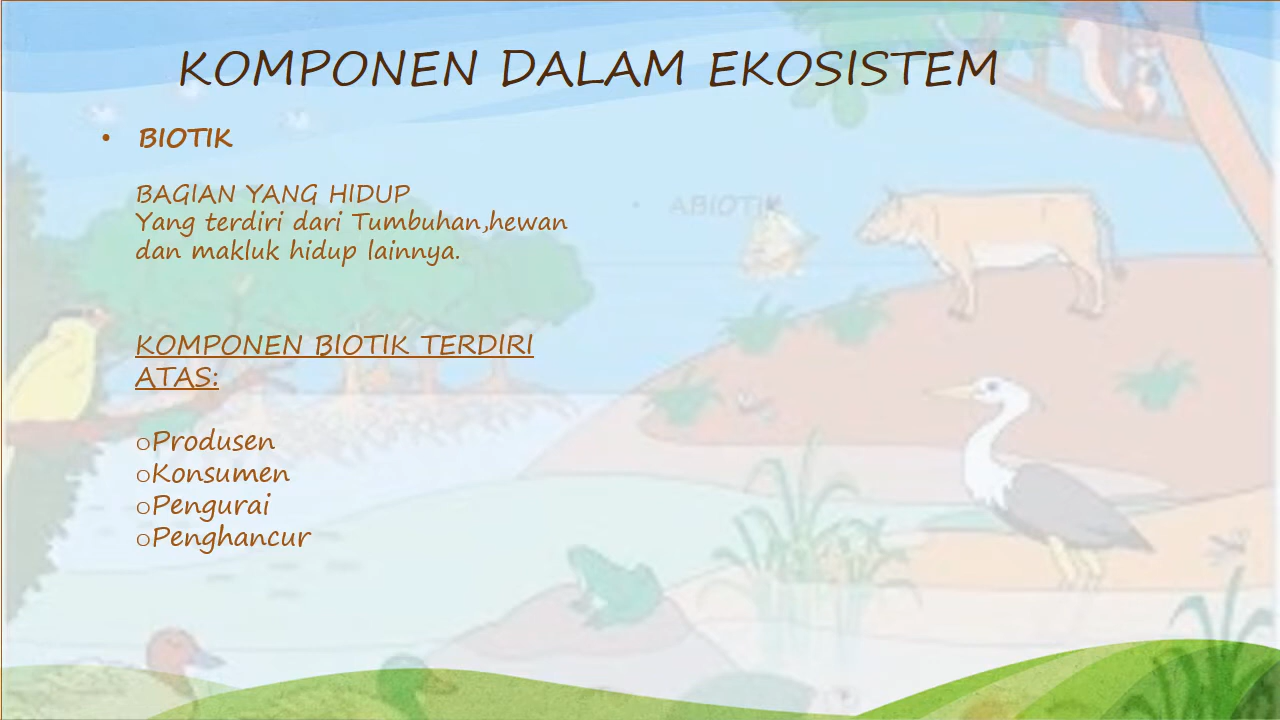 KOMPONEN DALAM EKOSISTEM
• BIOTIK
BAGIAN YANG HIDUP
Yang terdiri dari Tumbuhan,hewan
dan makluk hidup lainnya.
• ABIOTIK
KOMPONEN BIOTIK TERDIRI
ATAS:
oProdusen
oKonsumen
oPengurai
oPenghancur